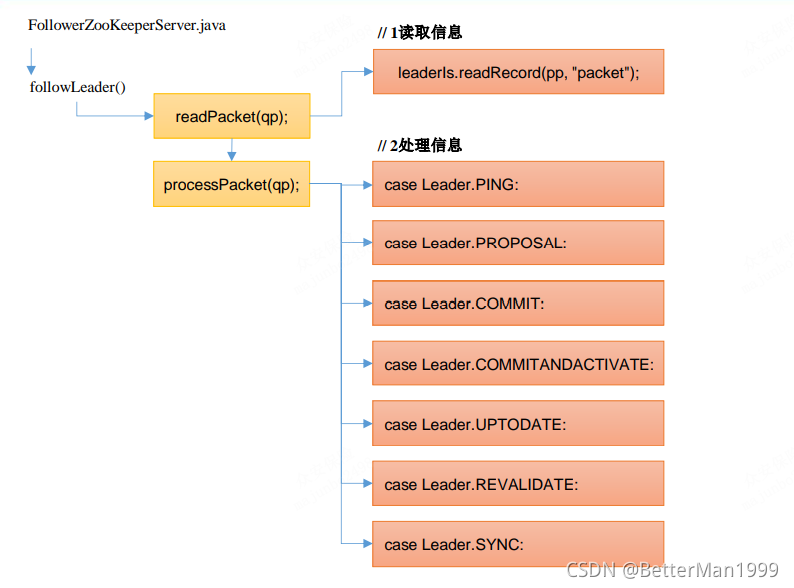 FollowerZooKeeperServer.java
followLeader()
readPacket(qp);
processPacket(qp);
// 1读取信息
leaderIs.readRecord(pp, "packet");
// 2处理信息
case Leader.PING:
case Leader.PROPOSAL:
case Leader.COMMIT:
case Leader.COMMITANDACTIVATE:
case Leader.UPTODATE:
case Leader.REVALIDATE:
case Leader.SYNC:
CSDN @BetterMan1999